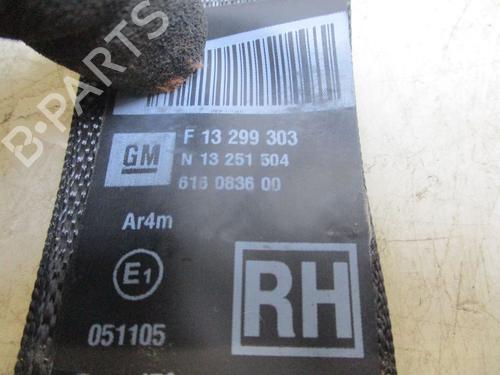 B-PARTS
GM
F 13 299 303
N 13 251 504
616 0836 00
Ar4m
E1
RH
051105